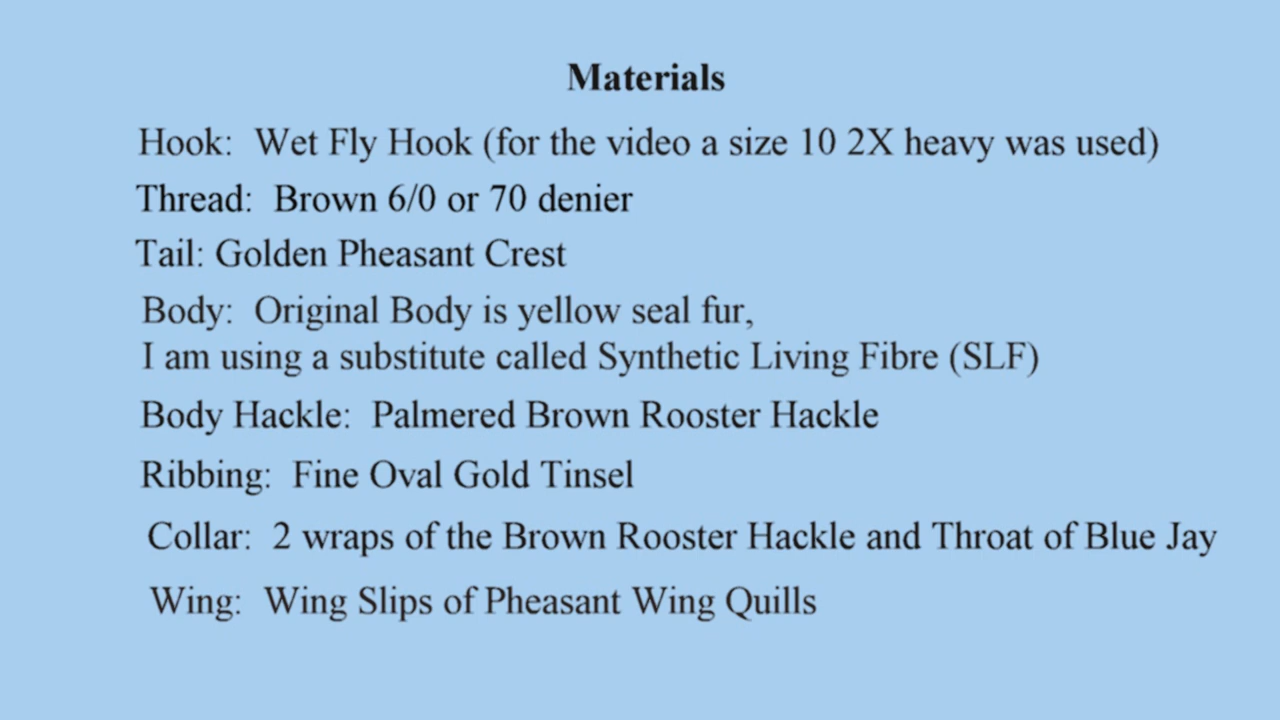 Materials
Hook: Wet Fly Hook (for the video a size 10 2X heavy was used)
Thread: Brown 6/0 or 70 denier
Tail: Golden Pheasant Crest
Body: Original Body is yellow seal fur,
I am using a substitute called Synthetic Living Fibre (SLF)
Body Hackle: Palmered Brown Rooster Hackle
Ribbing: Fine Oval Gold Tinsel
Collar: 2 wraps of the Brown Rooster Hackle and Throat of Blue Jay
Wing: Wing Slips of Pheasant Wing Quills